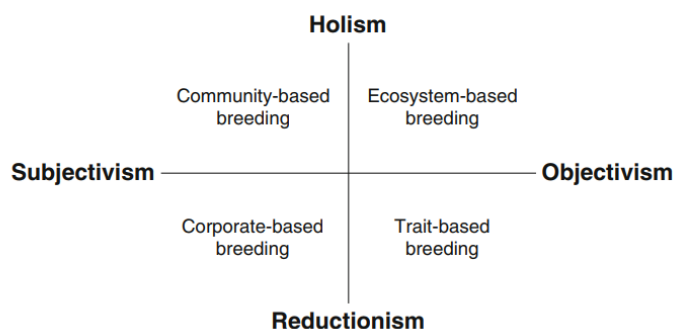 Holism
Community-based
breeding
Ecosystem-based
breeding
Subjectivism
Objectivism
Corporate-based
breeding
Trait-based
breeding
Reductionism